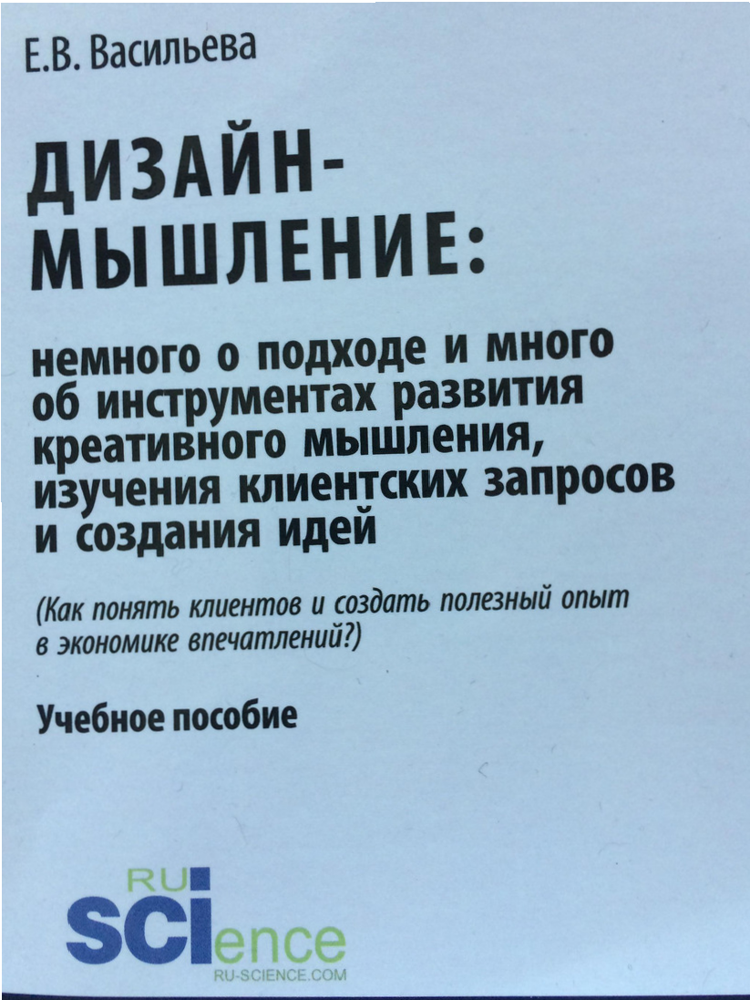 Е.В. Васильева
ДИЗАЙН-
МЫШЛЕНИЕ:
немного о подходе и много
об инструментах развития
креативного мышления,
изучения клиентских запросов
и создания идей
(Как понять клиентов и создать полезный опыт
в экономике впечатлений?)
Учебное пособие
RU
science
RU-SCIENCE.COM